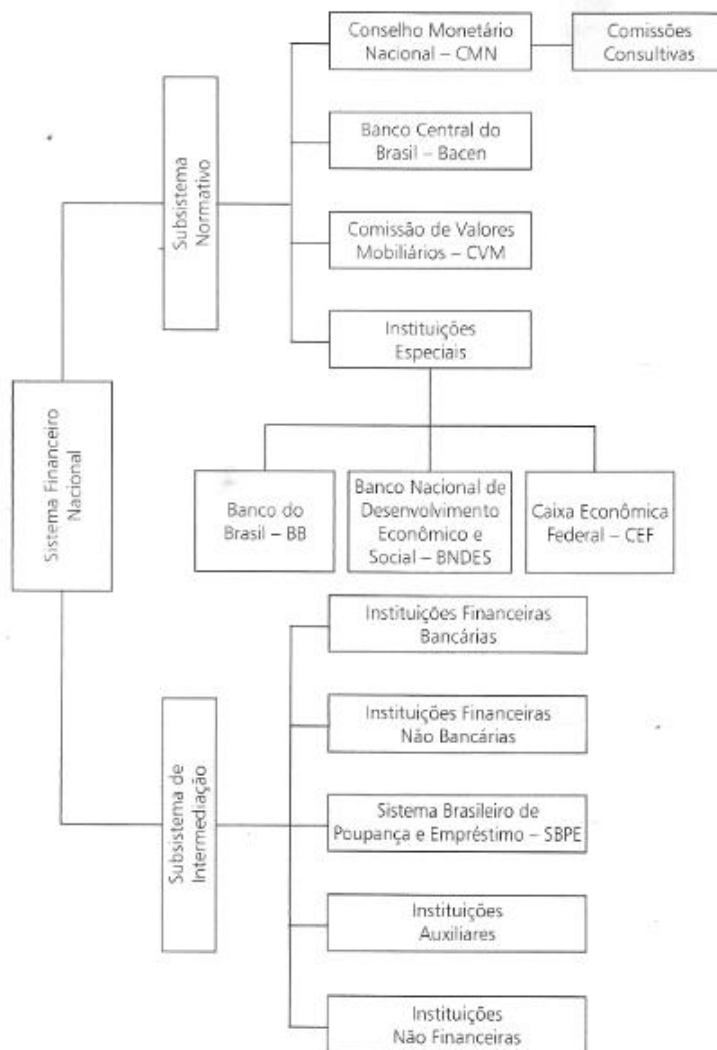 Conselho Monetário
Nacional – CMN
Comissões
Consultivas
Banco Central do
Brasil – Bacen
Subsistema
Normativo
Comissão de Valores
Mobiliários – CVM
Instituições
Especiais
Sistema Financeiro
Nacional
Banco do
Brasil – BB
Banco Nacional de
Desenvolvimento
Econômico e
Social – BNDES
Caixa Econômica
Federal – CEF
Instituições Financeiras
Bancárias
Instituições Financeiras
Não Bancárias
Subsistema de
Intermediação
Sistema Brasileiro de
Poupança e Empréstimo – SBPE
Instituições
Auxiliares
Instituições
Não Financeiras